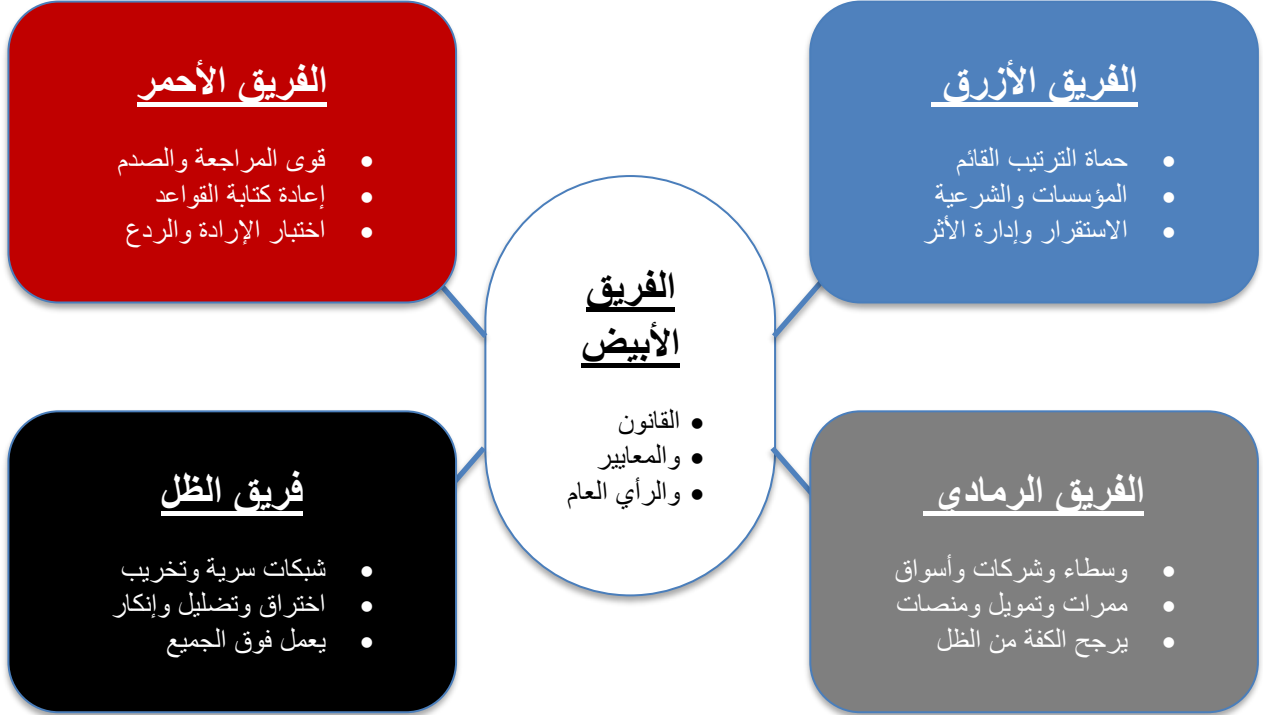 الفريق الأزرق
• حماة الترتيب القائم
• المؤسسات والشرعية
• الاستقرار وإدارة الأثر
الفريق الأحمر
• قوى المراجعة والصدم
• إعادة كتابة القواعد
• اختبار الإرادة والردع
الفريق
الأبيض
• القانون
• والمعايير
• والرأي العام
الفريق الرمادي
• وسطاء وشركات وأسواق
• ممرات وتمويل ومنصات
• يرجح الكفة من الظل
فريق الظل
• شبكات سرية وتخريب
• اختراق وتضليل وإنكار
• يعمل فوق الجميع